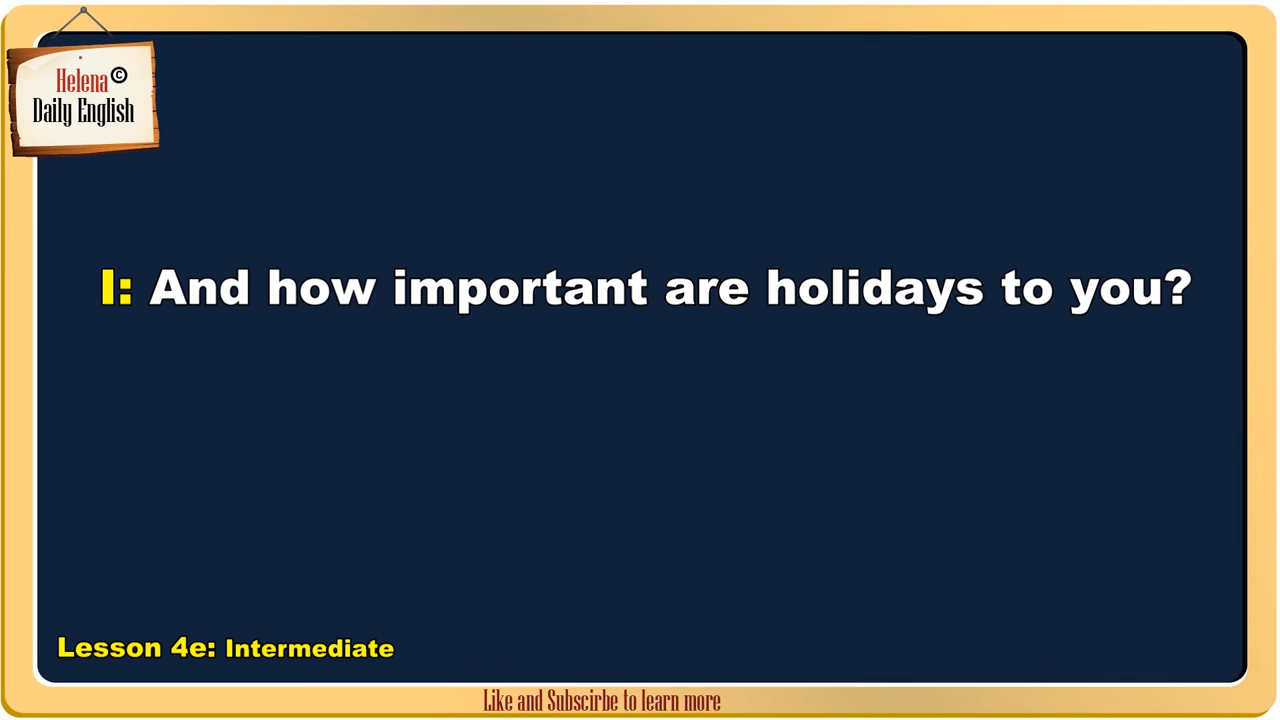 Helena ©
Daily English
I: And how important are holidays to you?
Lesson 4e: Intermediate
Like and Subscirbe to learn more